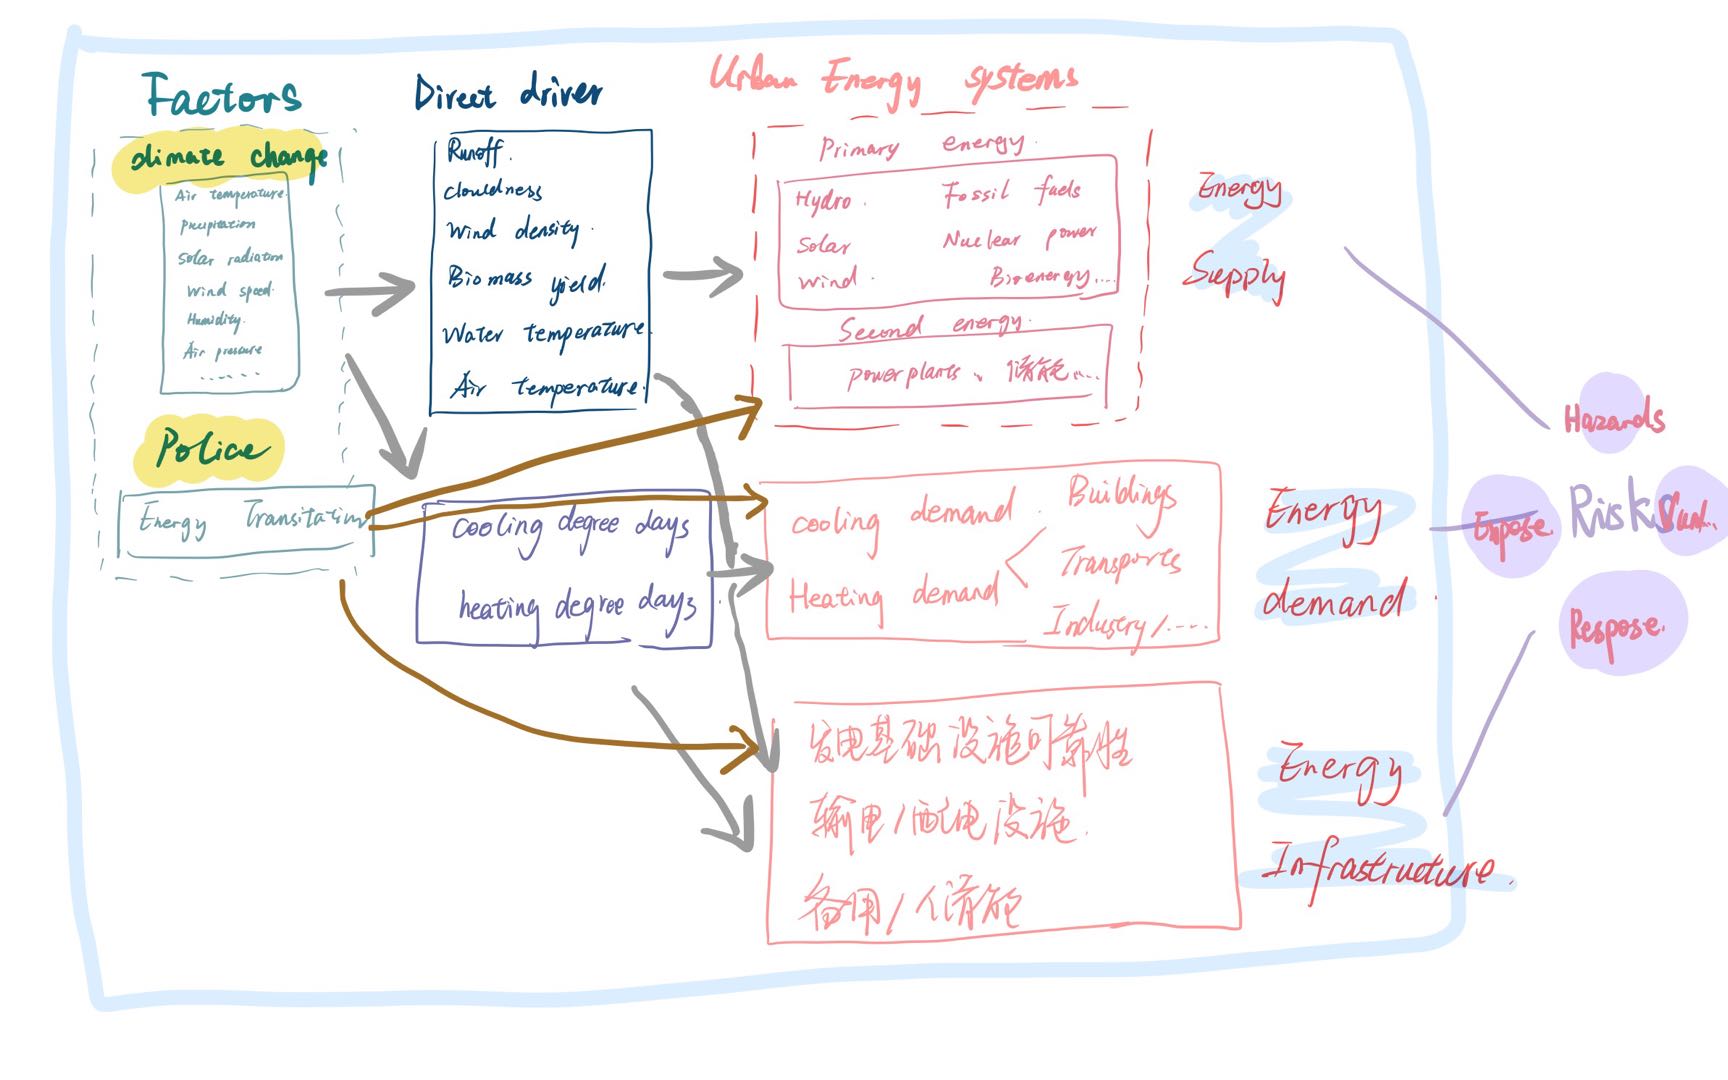 Factors
climate change
Air temperature
Precipitation
Solar radiation
Wind speed.
Humidity.
Air pressure
......
Police
Energy Transitation
Direct driver
Runoff.
Clouldness
Wind density.
Biomass yield.
Water temperature.
Air temperature.
cooling degree days
heating degree days
Urban Energy systems
Primary energy.
Hydro. Fossil fuels
Solar Nuclear power
Wind. Bioenergy...
Second energy.
power plants、储能...
cooling demand.
Heating demand
Buildings
Transports
Industry/....
发电基础设施可靠性
输电/配电设施.
备用/储能
Energy
Supply
Energy
demand.
Energy
Infrastructure.
Hazards
Expose. Risks
Respose.